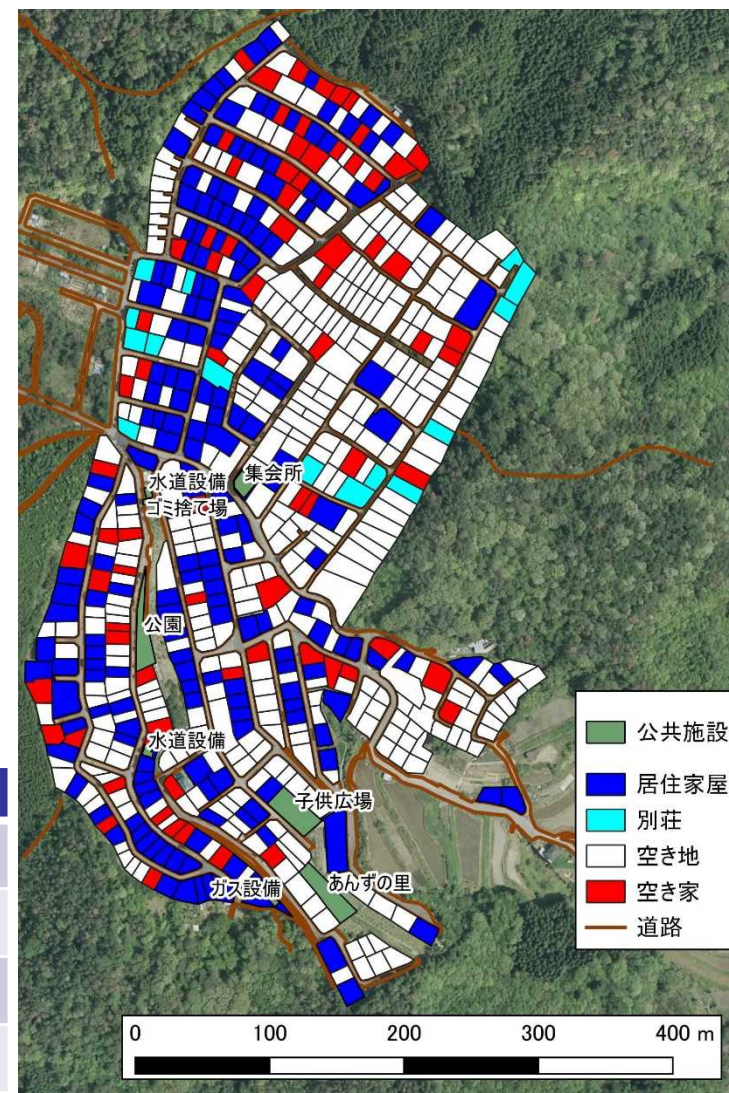 集会所
水道設備
ゴミ捨て場
公園
水道設備
子供広場
あんずの里
ガス設備
公共施設
居住家屋
別荘
空き地
空き家
道路
0 100 200 300 400 m